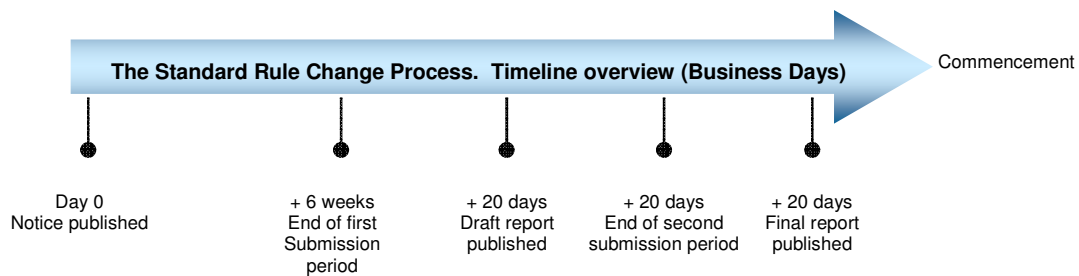 The Standard Rule Change Process.  Timeline overview (Business Days)
Commencement
Day 0
Notice published
+ 6 weeks
End of first
Submission
period
+ 20 days
Draft report
published
+ 20 days
End of second
submission period
+ 20 days
Final report
published